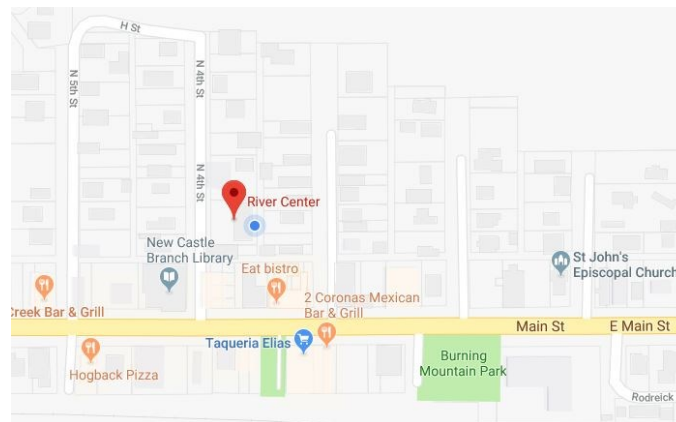 H St
N 5th St
N 4th St
N 4th St
River Center
New Castle
Branch Library
Eat bistro
St John's
Episcopal Church
Creek Bar & Grill
2 Coronas Mexican
Bar & Grill
Main St
E Main St
Taqueria Elias
Hogback Pizza
Burning
Mountain Park
Rodreick